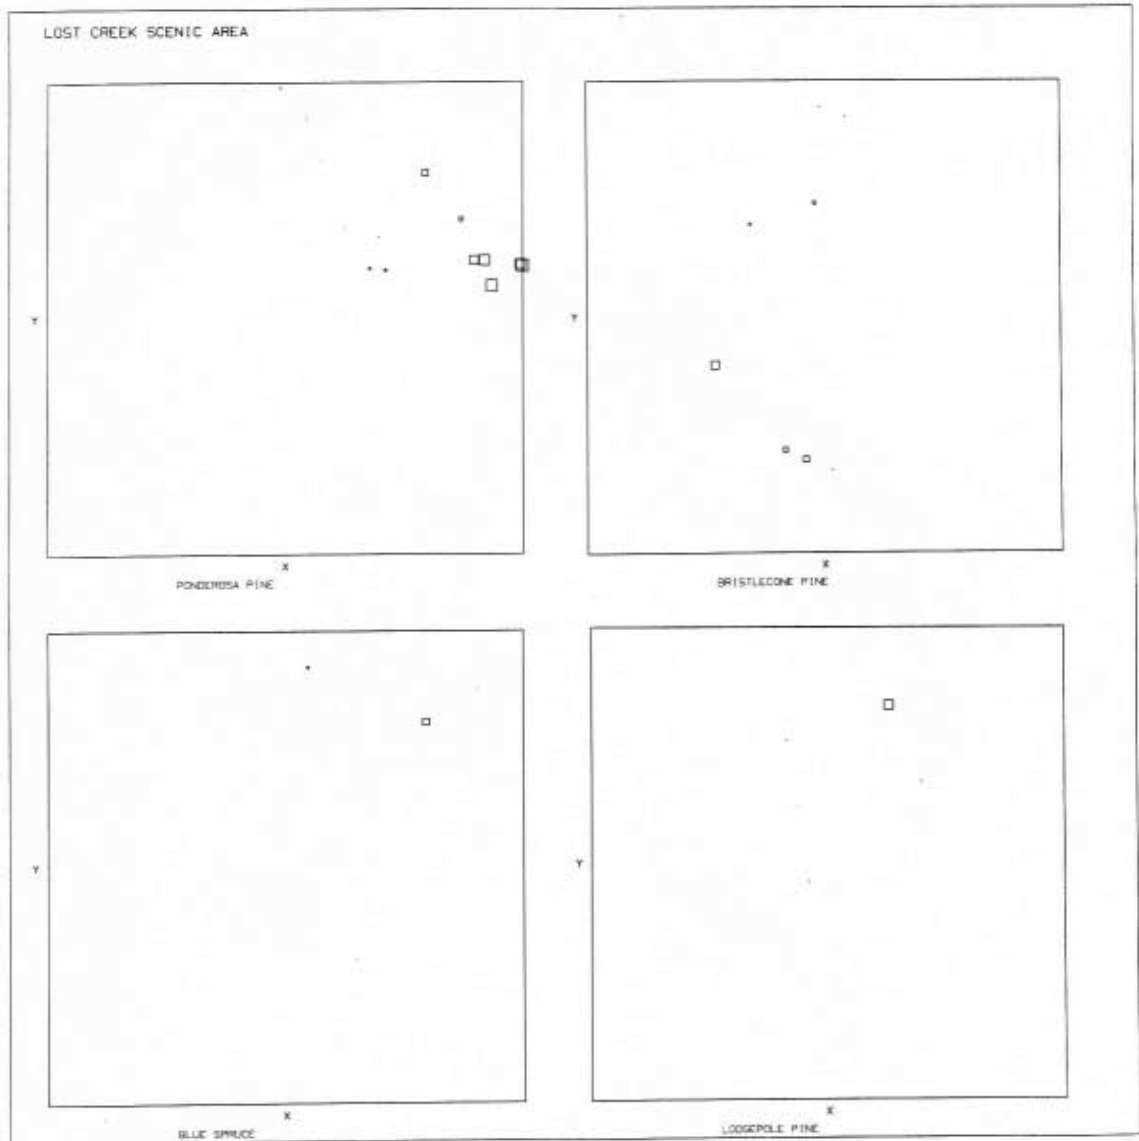 LOST CREEK SCENIC AREA
Y
Y
X
X
PONDEROSA PINE
BRISTLECONE PINE
Y
Y
X
X
BLUE SPRUCE
LODGEPOLE PINE